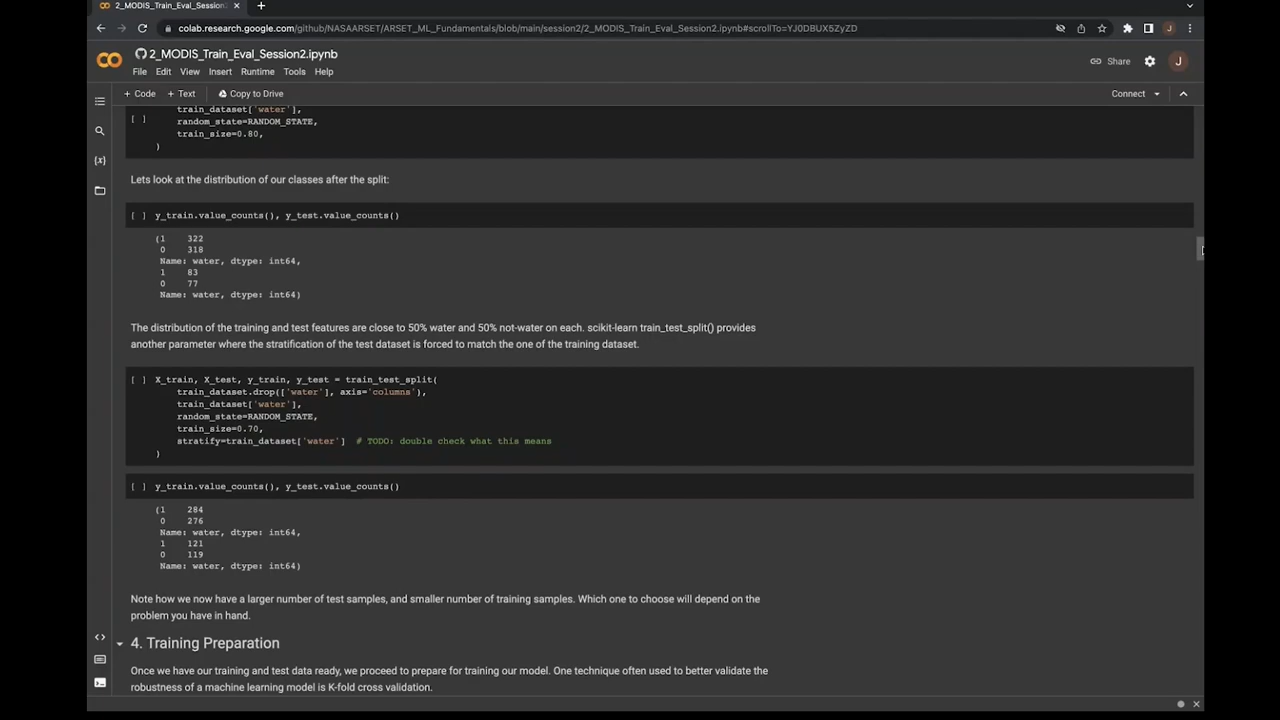 2_MODIS_Train_Eval_Session2.ip
colab.research.google.com/github/NASAARSET/ARSET_ML_Fundamentals/blob/main/session2/2_MODIS_Train_Eval_Session2.ipynb#scrollTo=YJ0DBUX5ZyZD
J
2_MODIS_Train_Eval_Session2.ipynb
File Edit View Insert Runtime Tools Help
Share
J
+ Code + Text Copy to Drive
Connect
train_dataset['water'],
[ ] random_state=RANDOM_STATE,
train_size=0.80,
)
Lets look at the distribution of our classes after the split:
[ ] y_train.value_counts(), y_test.value_counts()
(1 322
0 318
Name: water, dtype: int64,
1 83
0 77
Name: water, dtype: int64)
The distribution of the training and test features are close to 50% water and 50% not-water on each. scikit-learn train_test_split() provides
another parameter where the stratification of the test dataset is forced to match the one of the training dataset.
[ ] X_train, X_test, y_train, y_test = train_test_split(
train_dataset.drop(['water'], axis='columns'),
train_dataset['water'],
random_state=RANDOM_STATE,
train_size=0.70,
stratify=train_dataset['water'] # TODO: double check what this means
)
[ ] y_train.value_counts(), y_test.value_counts()
(1 284
0 276
Name: water, dtype: int64,
1 121
0 119
Name: water, dtype: int64)
Note how we now have a larger number of test samples, and smaller number of training samples. Which one to choose will depend on the
problem you have in hand.
4. Training Preparation
Once we have our training and test data ready, we proceed to prepare for training our model. One technique often used to better validate the
robustness of a machine learning model is K-fold cross validation.